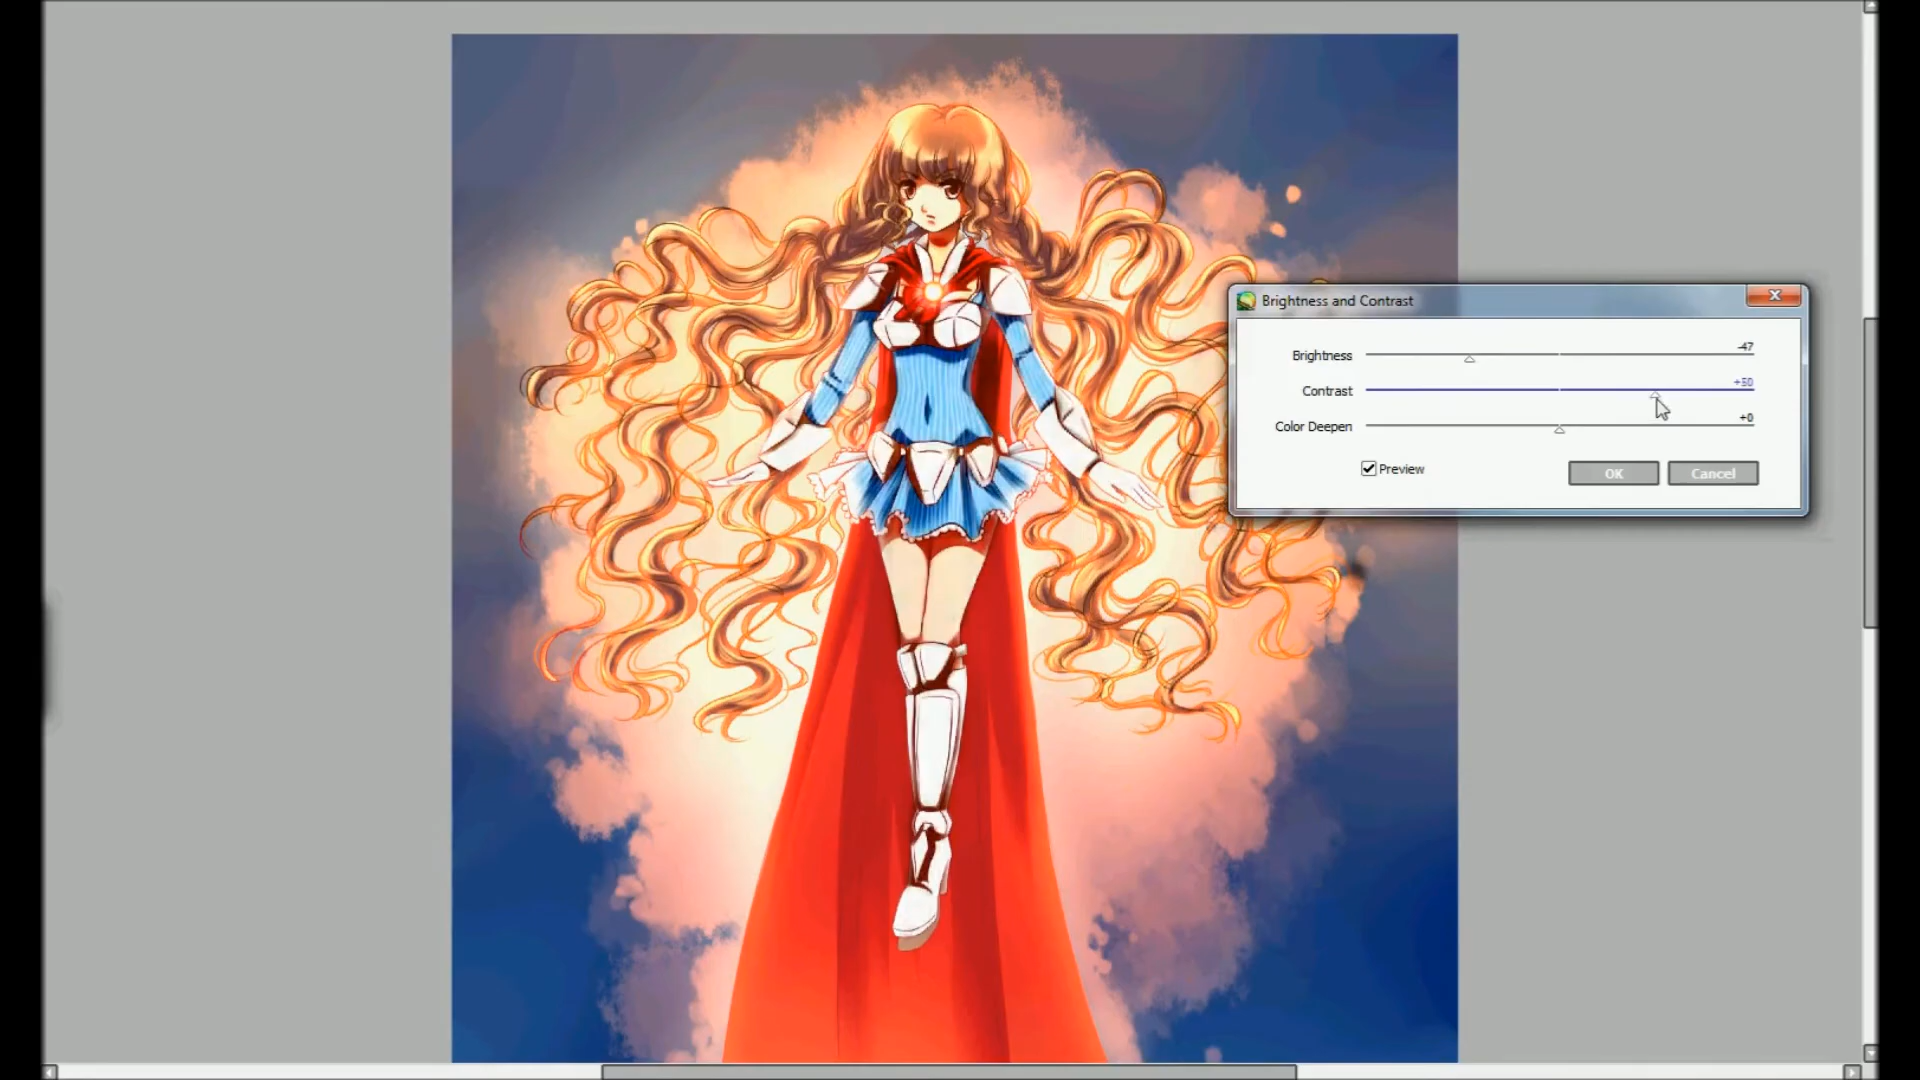 Brightness and Contrast
Brightness -47
Contrast +50
Color Deepen +0
Preview OK Cancel